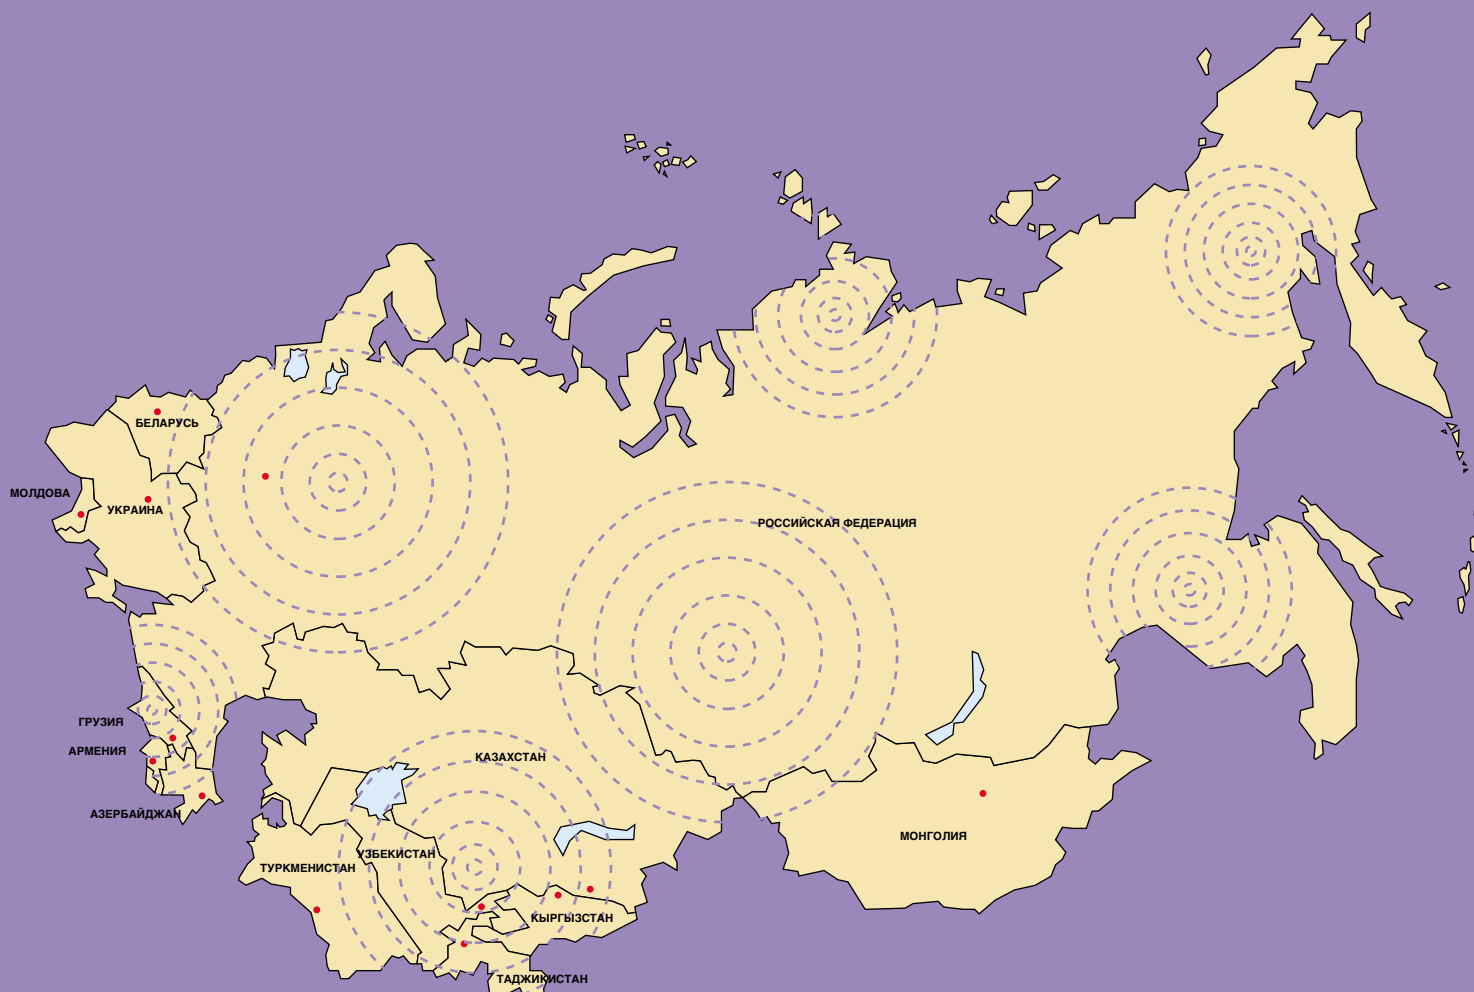 БЕЛАРУСЬ
МОЛДОВА
УКРАИНА
РОССИЙСКАЯ ФЕДЕРАЦИЯ
ГРУЗИЯ
АРМЕНИЯ
КАЗАХСТАН
АЗЕРБАЙДЖАН
МОНГОЛИЯ
УЗБЕКИСТАН
ТУРКМЕНИСТАН
КЫРГЫЗСТАН
ТАДЖИКИСТАН